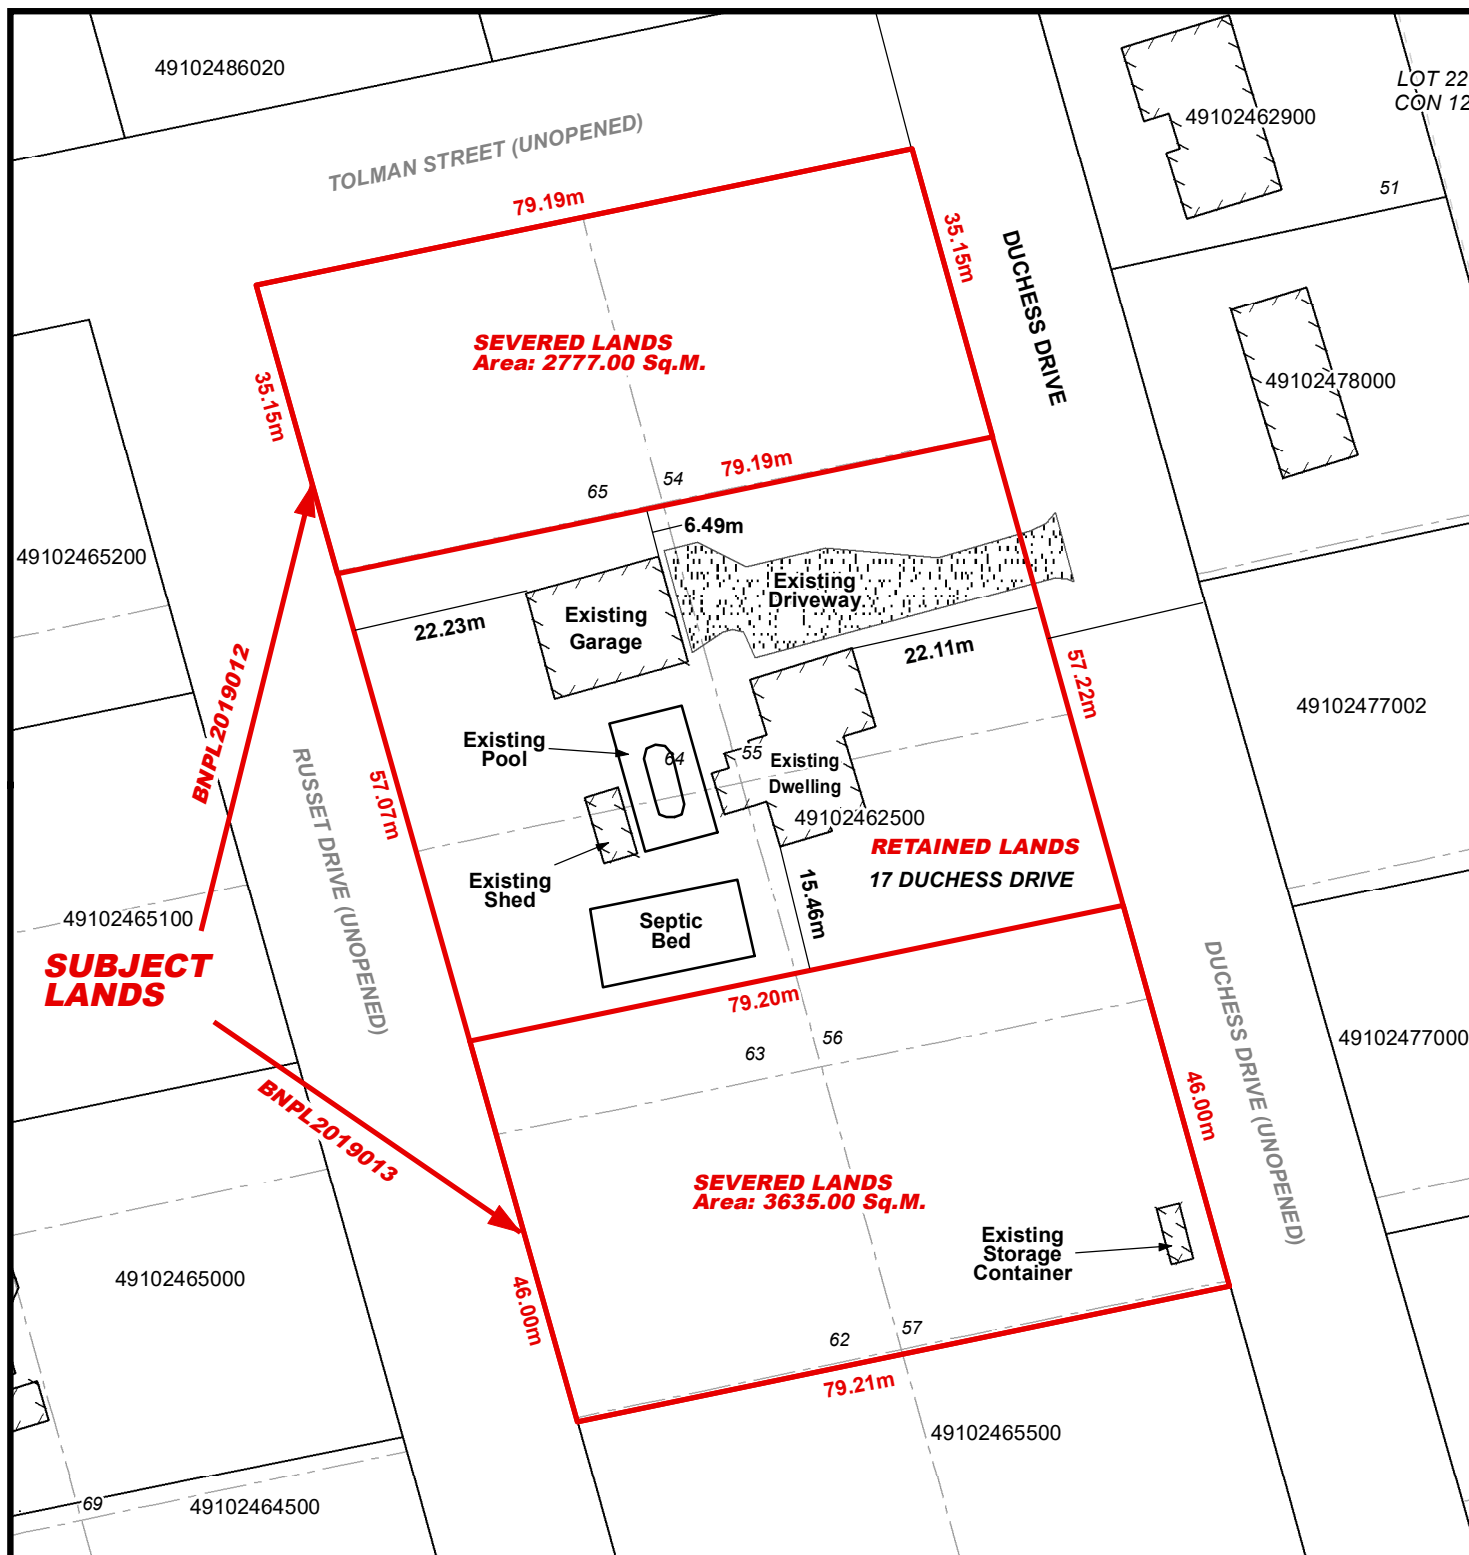 49102486020
TOLMAN STREET (UNOPENED)
79.19m
49102462900
LOT 22
CON 12
51
35.15m
DUCHESS DRIVE
SEVERED LANDS
Area: 2777.00 Sq.M.
35.15m
49102478000
79.19m
54
65
6.49m
49102465200
Existing
Driveway
Existing
Garage
22.23m
22.11m
57.22m
BNPL2019012
49102477002
Existing
Pool
64
55
Existing
Dwelling
49102462500
RUSSET DRIVE (UNOPENED)
57.07m
RETAINED LANDS
17 DUCHESS DRIVE
Existing
Shed
15.46m
Septic
Bed
49102465100
SUBJECT
LANDS
79.20m
DUCHESS DRIVE (UNOPENED)
56
63
49102477000
BNPL2019013
46.00m
SEVERED LANDS
Area: 3635.00 Sq.M.
Existing
Storage
Container
49102465000
46.00m
57
62
79.21m
49102465500
69
49102464500